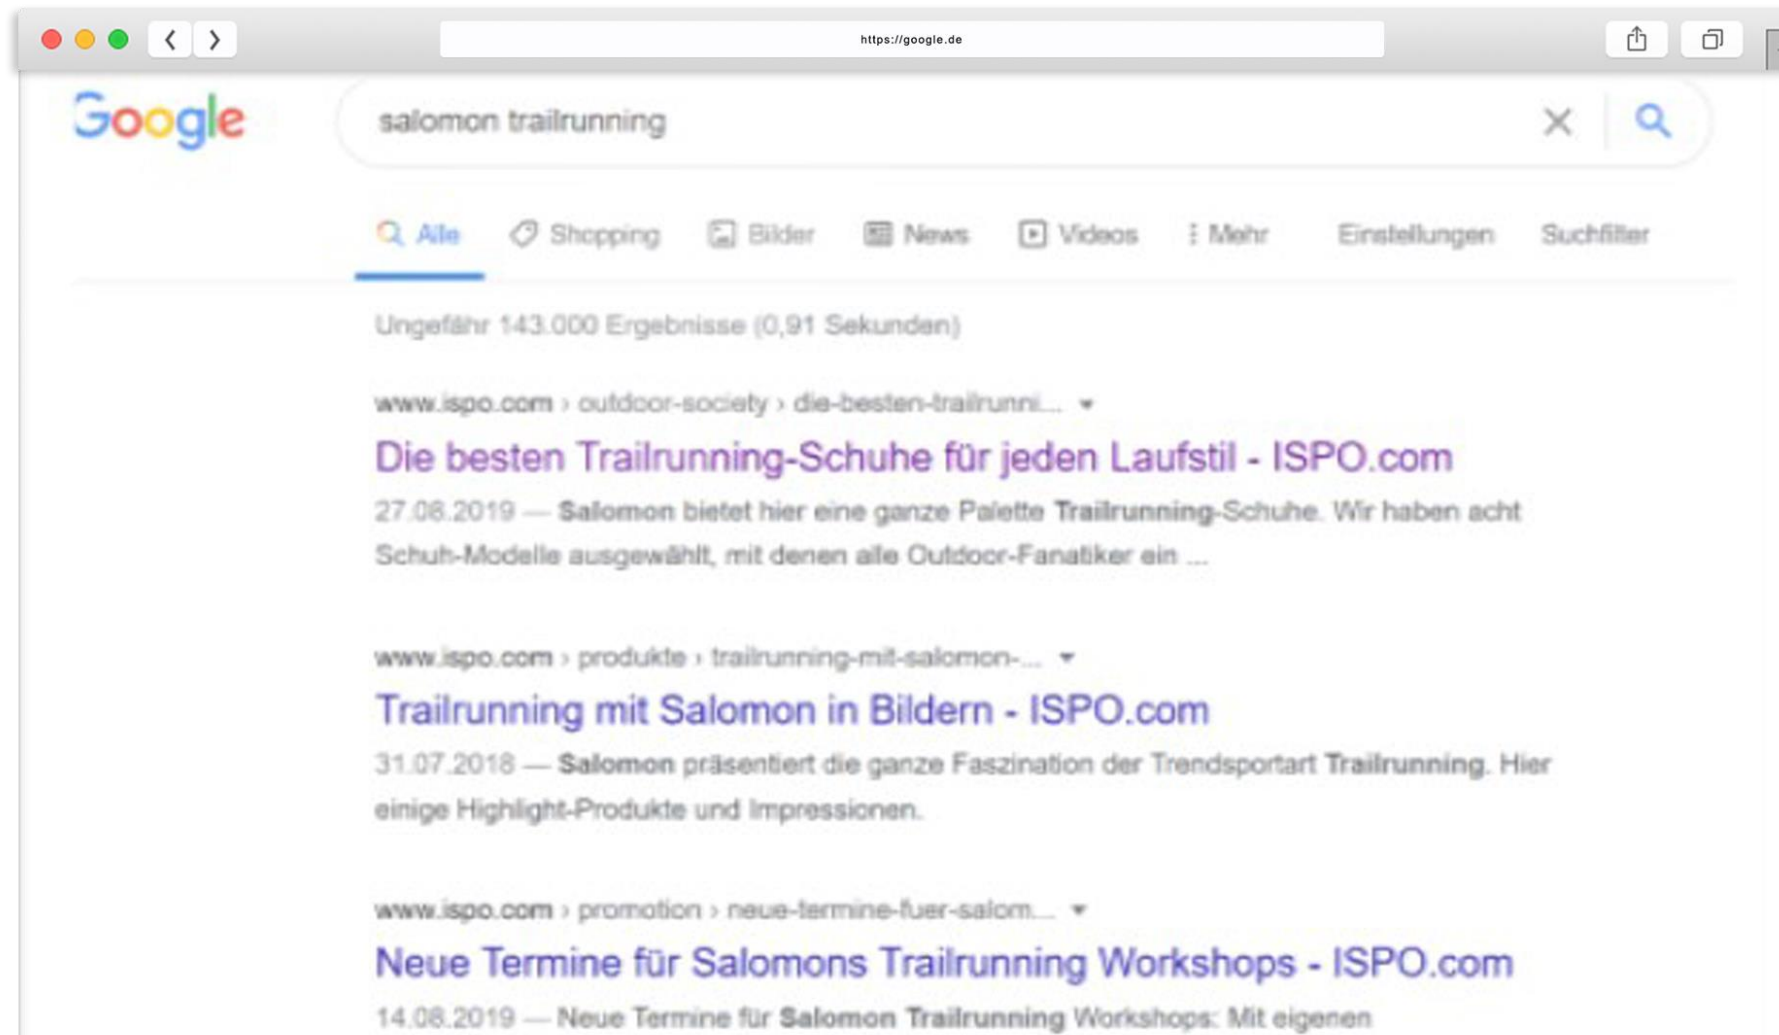 https://google.de
Google
salomon trailrunning
Alle Shopping Bilder News Videos Mehr Einstellungen Suchfilter
Ungefähr 143.000 Ergebnisse (0,91 Sekunden)
www.ispo.com › outdoor-society › die-besten-trailrunni...
Die besten Trailrunning-Schuhe für jeden Laufstil - ISPO.com
27.08.2019 — Salomon bietet hier eine ganze Palette Trailrunning-Schuhe. Wir haben acht
Schuh-Modelle ausgewählt, mit denen alle Outdoor-Fanatiker ein ...
www.ispo.com › produkte › trailrunning-mit-salomon-...
Trailrunning mit Salomon in Bildern - ISPO.com
31.07.2018 — Salomon präsentiert die ganze Faszination der Trendsportart Trailrunning. Hier
einige Highlight-Produkte und Impressionen.
www.ispo.com › promotion › neue-termine-fuer-salom...
Neue Termine für Salomons Trailrunning Workshops - ISPO.com
14.08.2019 — Neue Termine für Salomon Trailrunning Workshops: Mit eigenen